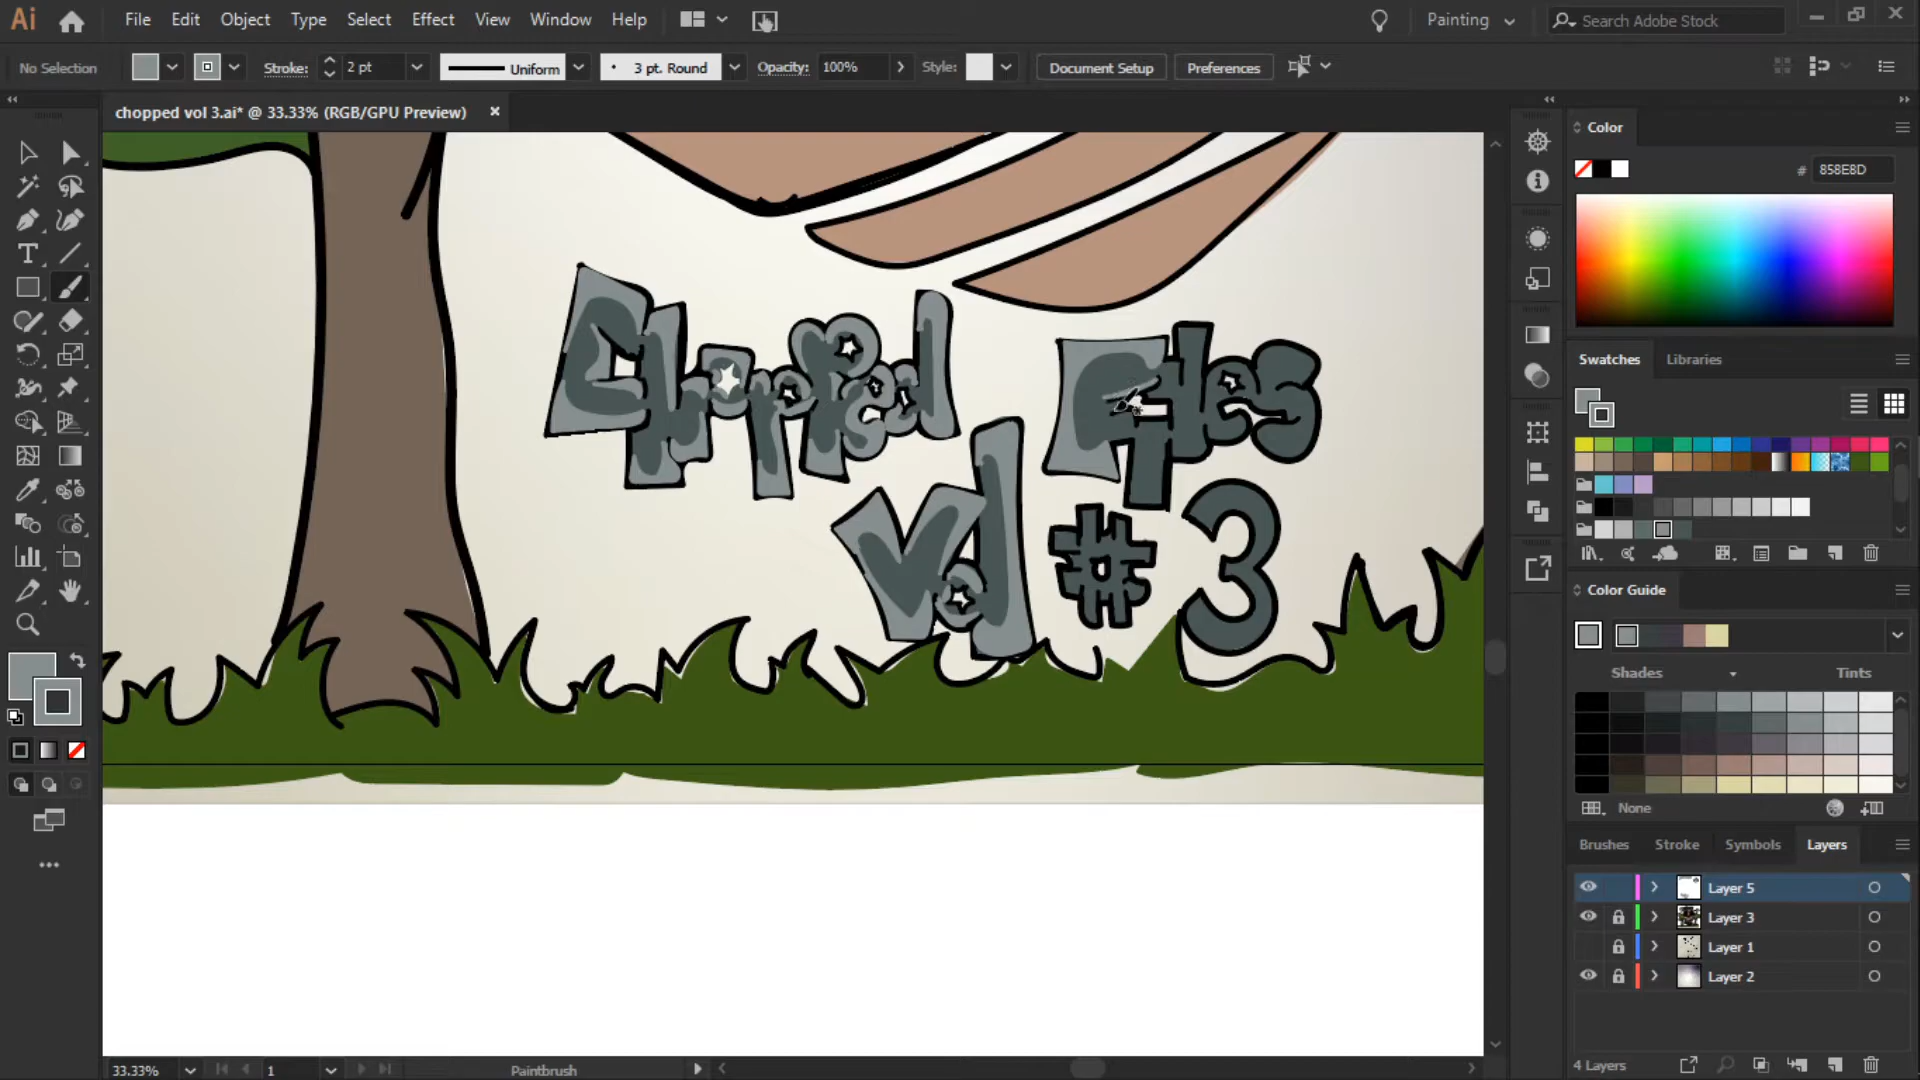 Ai File Edit Object Type Select Effect View Window Help Painting Search Adobe Stock
No Selection Stroke: 2 pt Uniform 3 pt. Round Opacity: 100% Style: Document Setup Preferences
chopped vol 3.ai* @ 33.33% (RGB/GPU Preview)
Color
# 858E8D
Swatches Libraries
Color Guide
Shades Tints
None
Brushes Stroke Symbols Layers
Layer 5
Layer 3
Layer 1
Layer 2
4 Layers
Chopped
vol # 3
33.33% 1 Paintbrush